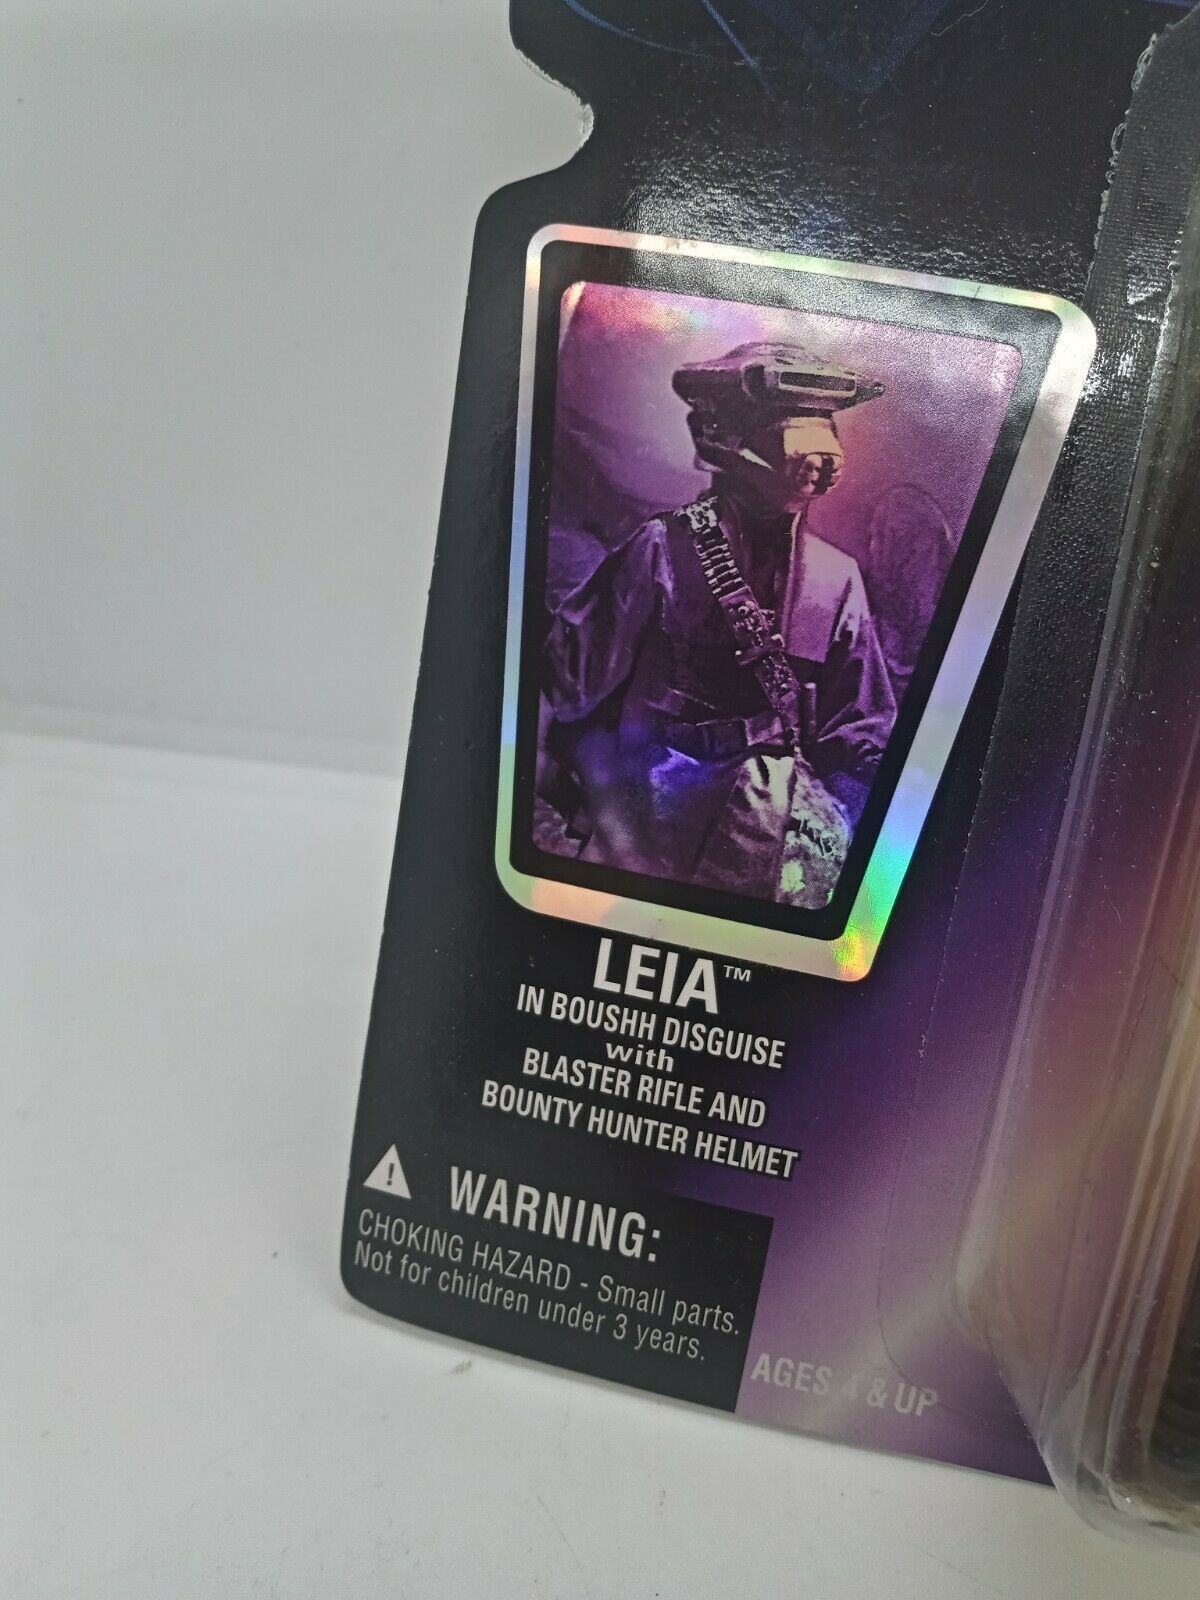 LEIA™
IN BOUSHH DISGUISE
with
BLASTER RIFLE AND
BOUNTY HUNTER HELMET
WARNING:
CHOKING HAZARD - Small parts.
Not for children under 3 years.
AGES 4 & UP